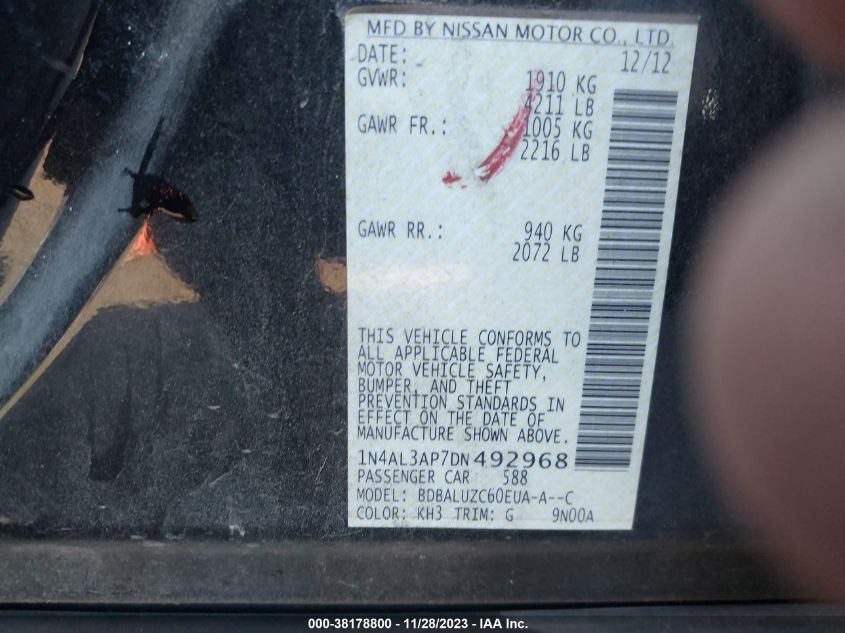 MFD BY NISSAN MOTOR CO., LTD.
DATE: 12/12
GVWR: 1910 KG
4211 LB
GAWR FR.: 1005 KG
2216 LB
GAWR RR.: 940 KG
2072 LB
THIS VEHICLE CONFORMS TO
ALL APPLICABLE FEDERAL
MOTOR VEHICLE SAFETY,
BUMPER, AND THEFT
PREVENTION STANDARDS IN
EFFECT ON THE DATE OF
MANUFACTURE SHOWN ABOVE.
1N4AL3AP7DN492968
PASSENGER CAR 588
MODEL: BDBALUZC60EUA-A--C
COLOR: KH3 TRIM: G 9N00A
000-38178800 - 11/28/2023 - IAA Inc.